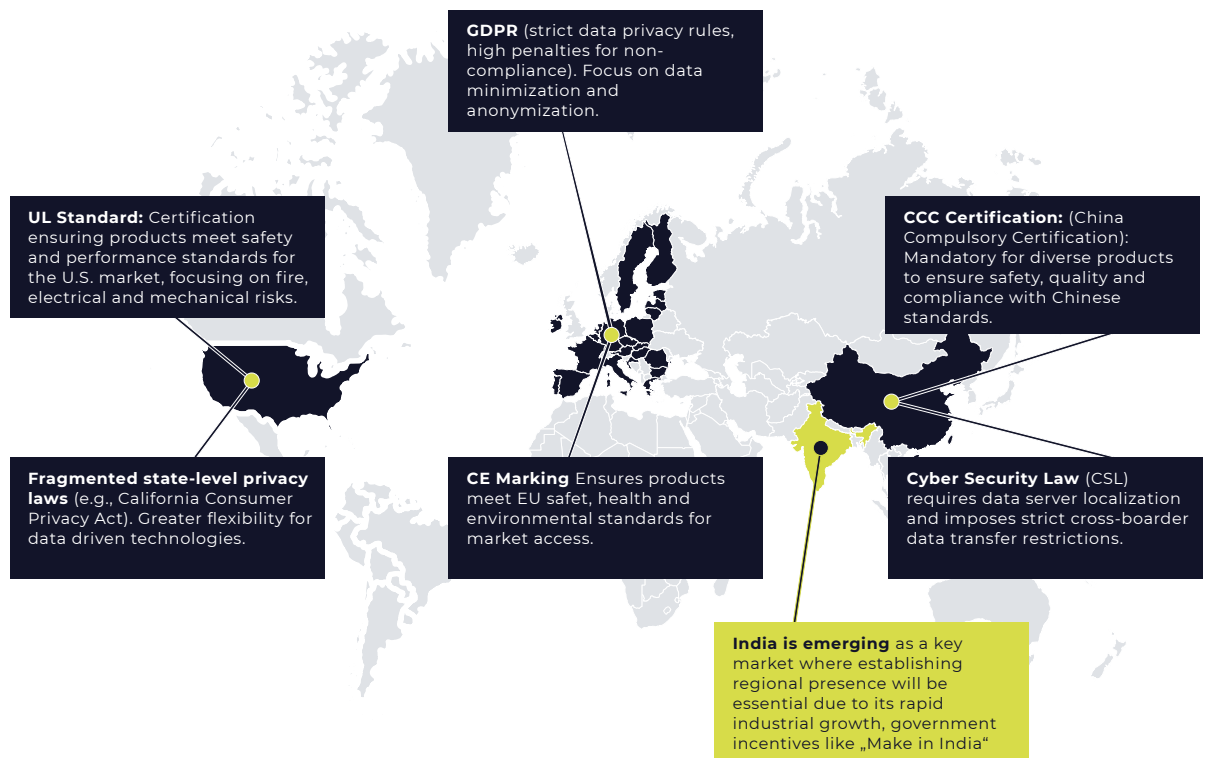 GDPR (strict data privacy rules,
high penalties for non-
compliance). Focus on data
minimization and
anonymization.
UL Standard: Certification
ensuring products meet safety
and performance standards for
the U.S. market, focusing on fire,
electrical and mechanical risks.
CCC Certification: (China
Compulsory Certification):
Mandatory for diverse products
to ensure safety, quality and
compliance with Chinese
standards.
Fragmented state-level privacy
laws (e.g., California Consumer
Privacy Act). Greater flexibility for
data driven technologies.
CE Marking Ensures products
meet EU safet, health and
environmental standards for
market access.
Cyber Security Law (CSL)
requires data server localization
and imposes strict cross-boarder
data transfer restrictions.
India is emerging as a key
market where establishing
regional presence will be
essential due to its rapid
industrial growth, government
incentives like „Make in India“